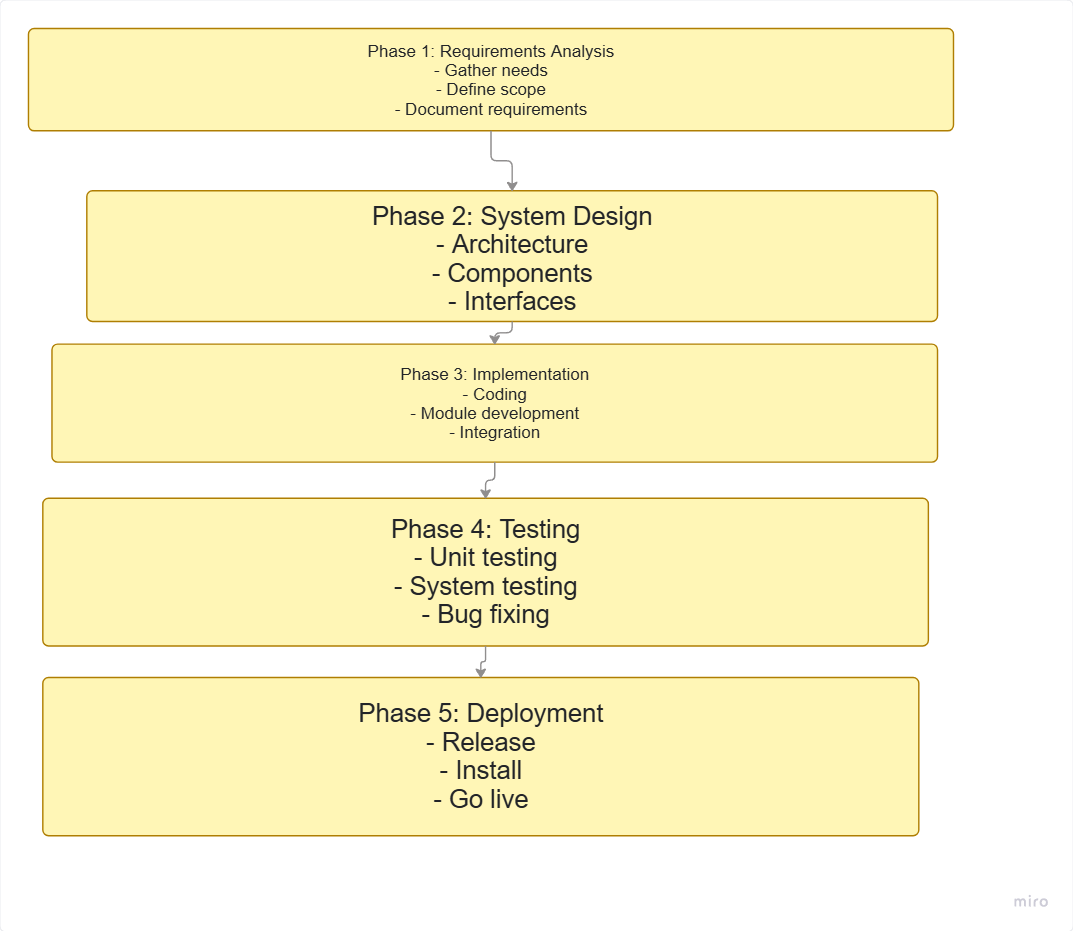 Phase 1: Requirements Analysis
- Gather needs
- Define scope
- Document requirements
Phase 2: System Design
- Architecture
- Components
- Interfaces
Phase 3: Implementation
- Coding
- Module development
- Integration
Phase 4: Testing
- Unit testing
- System testing
- Bug fixing
Phase 5: Deployment
- Release
- Install
- Go live
miro